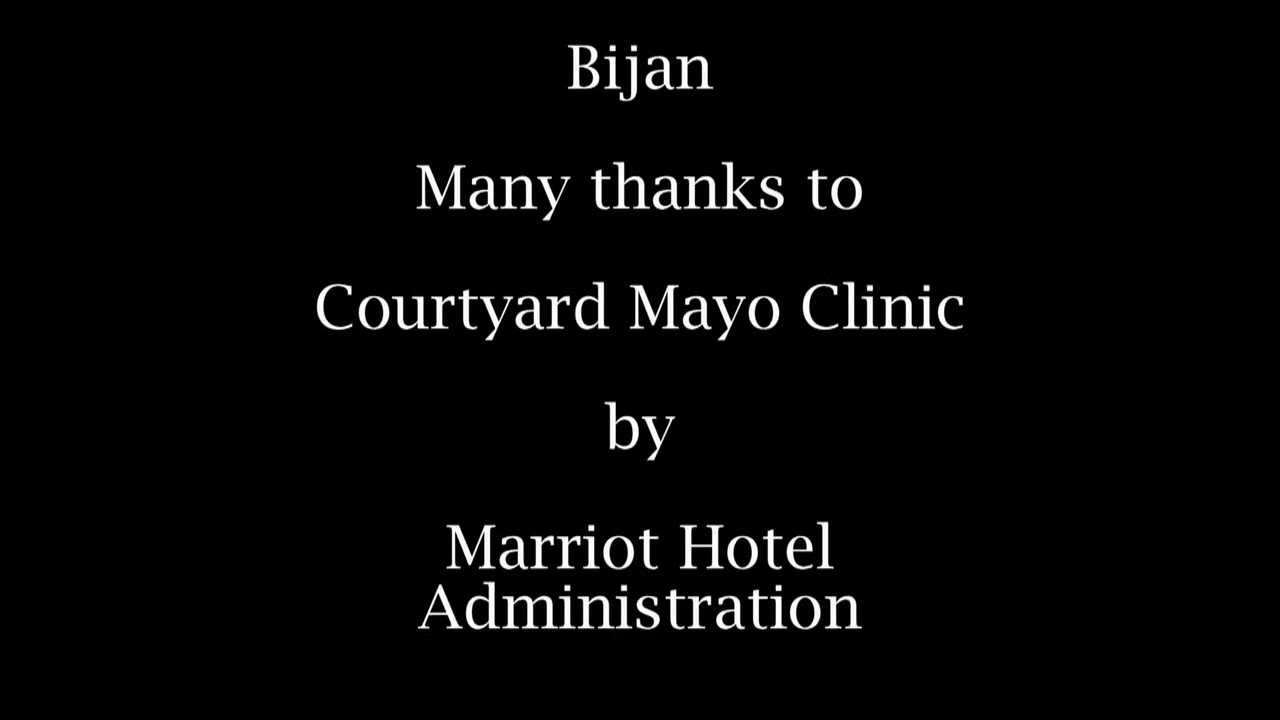 Bijan
Many thanks to
Courtyard Mayo Clinic
by
Marriot Hotel
Administration